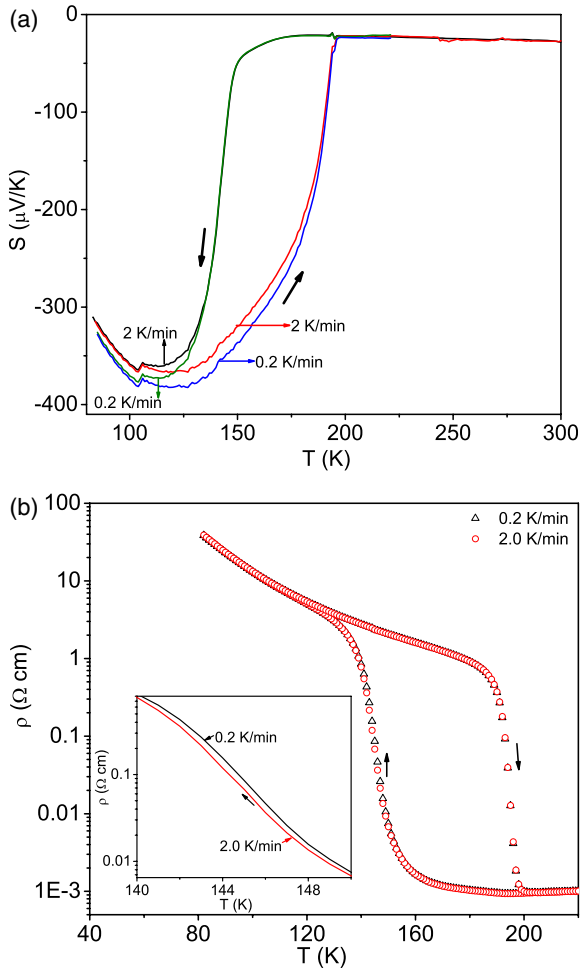 (a)
0
-100
-200
-300
-400
S (μV/K)
2 K/min
0.2 K/min
2 K/min
0.2 K/min
100
150
200
250
300
T (K)
(b)
100
10
1
0.1
0.01
1E-3
ρ (Ω cm)
0.2 K/min
2.0 K/min
0.1
0.01
ρ (Ω cm)
0.2 K/min
2.0 K/min
140
144
148
T (K)
40
80
120
160
200
T (K)